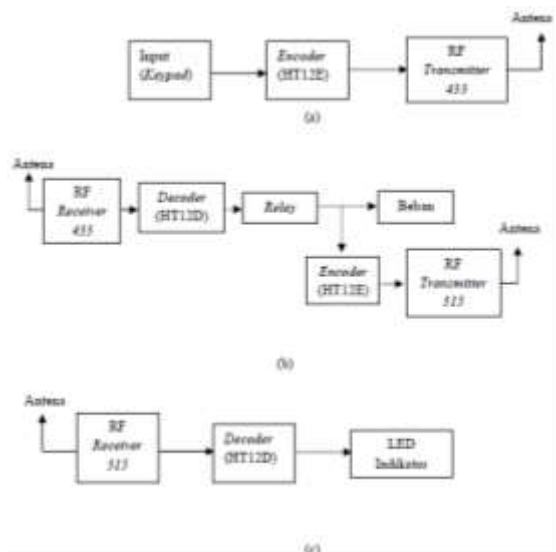 Antena
Input
(Keypad)
Encoder
(HT12E)
RF
Transmitter
433
(a)
Antena
RF
Receiver
433
Decoder
(HT12D)
Relay
Beban
Antena
Encoder
(HT12E)
RF
Transmitter
315
(b)
Antena
RF
Receiver
315
Decoder
(HT12D)
LED
Indikator
(c)